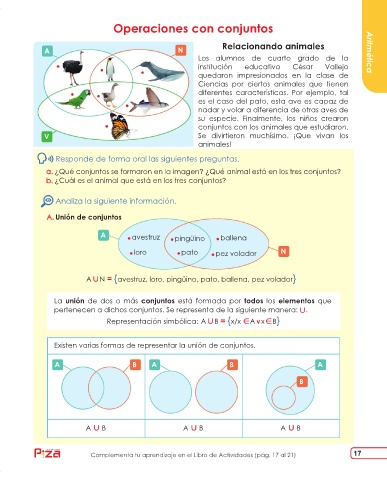 Operaciones con conjuntos
Aritmética
A
N
V
Relacionando animales
Los alumnos de cuarto grado de la
institución educativa César Vallejo
quedaron impresionados en la clase de
Ciencias por ciertos animales que tienen
diferentes características. Por ejemplo, tal
es el caso del pato, esta ave es capaz de
nadar y volar a diferencia de otras aves de
su especie. Finalmente, los niños crearon
conjuntos con los animales que estudiaron.
Se divirtieron muchísimo. ¡Que vivan los
animales!
Responde de forma oral las siguientes preguntas.
a. ¿Qué conjuntos se formaron en la imagen? ¿Qué animal está en los tres conjuntos?
b. ¿Cuál es el animal que está en los tres conjuntos?
Analiza la siguiente información.
A. Unión de conjuntos
A
avestruz pingüino ballena
loro pato pez volador
N
A U N = {avestruz, loro, pingüino, pato, ballena, pez volador}
La unión de dos o más conjuntos está formada por todos los elementos que
pertenecen a dichos conjuntos. Se representa de la siguiente manera: U.
Representación simbólica: A U B = {x/x ∈ A v x ∈ B}
Existen varias formas de representar la unión de conjuntos.
A B A B A
B
A U B A U B A U B
Complementa tu aprendizaje en el Libro de Actividades (pág. 17 al 21)
17